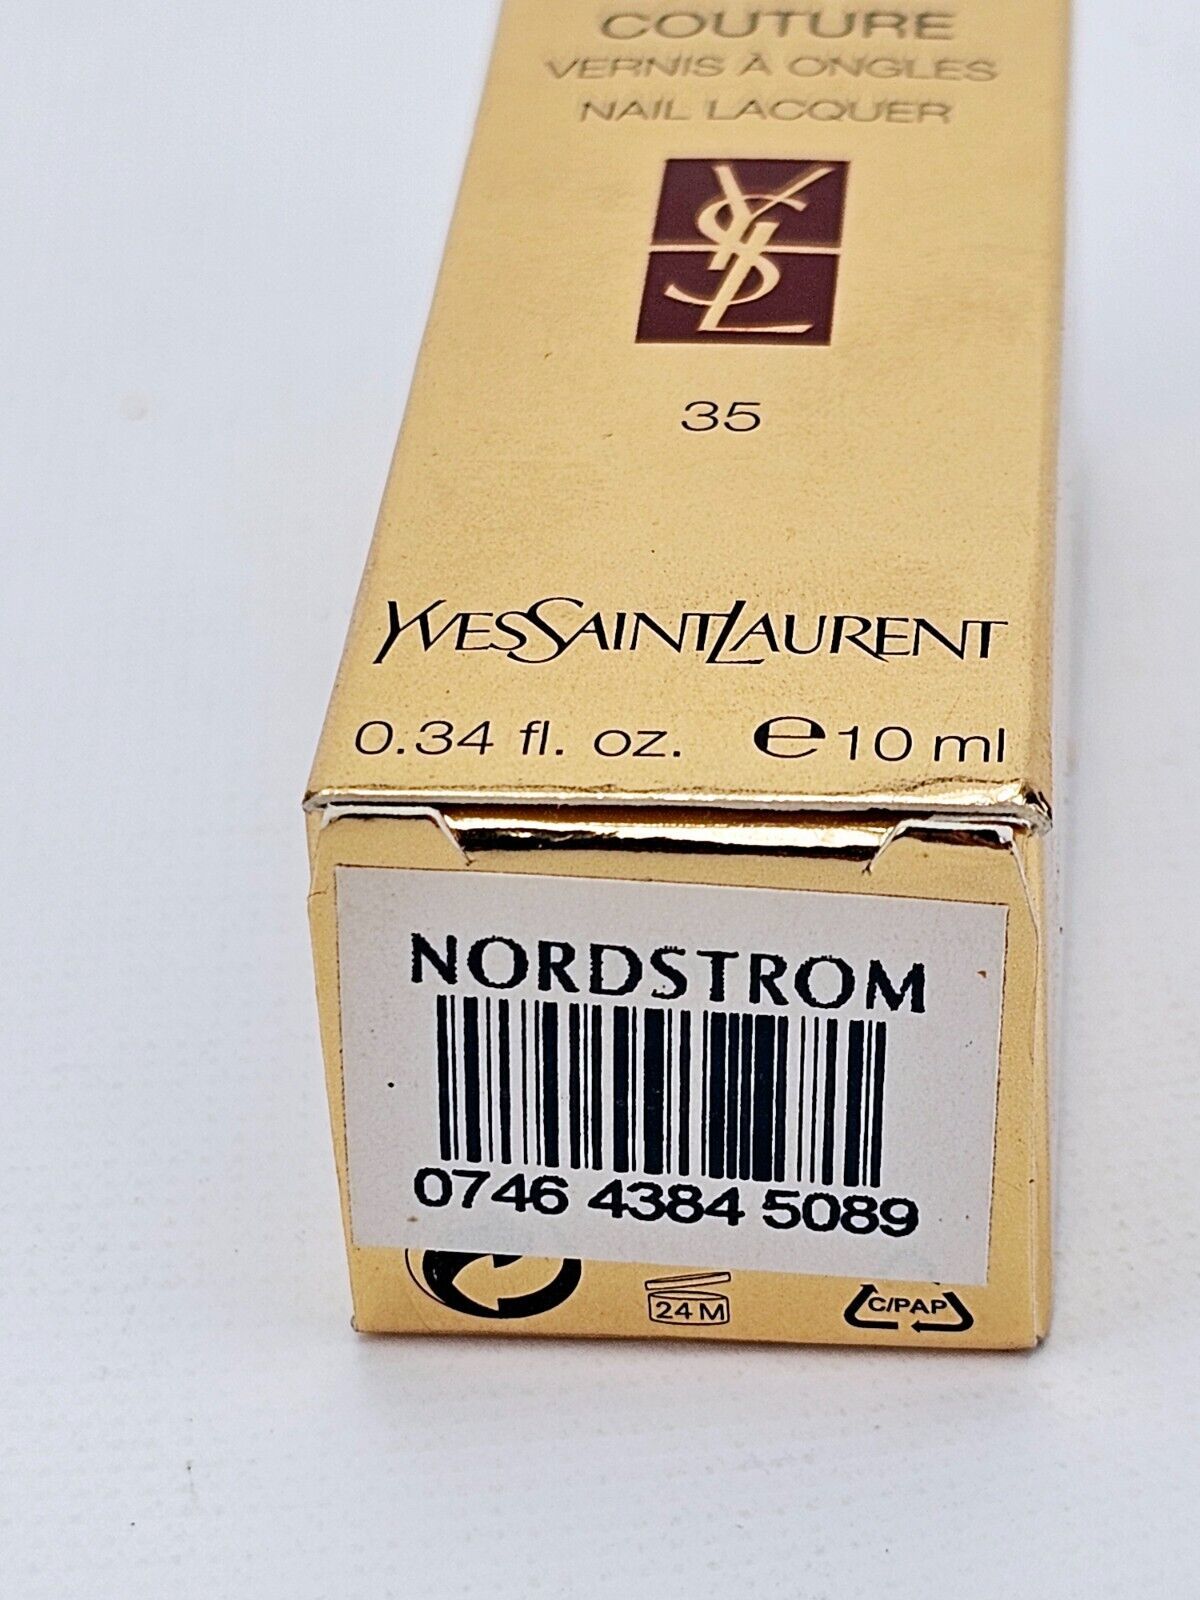 COUTURE
VERNIS À ONGLES
NAIL LACQUER
YSL
35
YVESSAINTLAURENT
0.34 fl. oz. ℮10 ml
NORDSTROM
0746 4384 5089
24 M
C/PAP